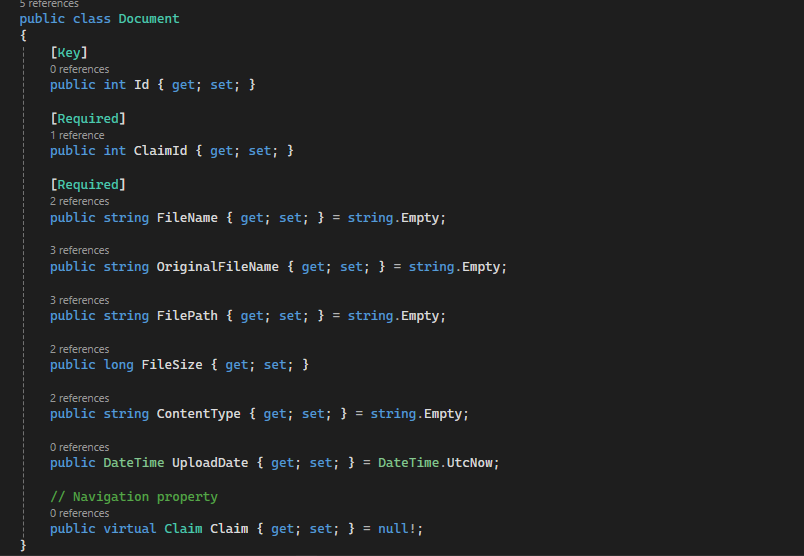 5 references
public class Document
{
[Key]
0 references
public int Id { get; set; }
[Required]
1 reference
public int ClaimId { get; set; }
[Required]
2 references
public string FileName { get; set; } = string.Empty;
3 references
public string OriginalFileName { get; set; } = string.Empty;
3 references
public string FilePath { get; set; } = string.Empty;
2 references
public long FileSize { get; set; }
2 references
public string ContentType { get; set; } = string.Empty;
0 references
public DateTime UploadDate { get; set; } = DateTime.UtcNow;
// Navigation property
0 references
public virtual Claim Claim { get; set; } = null!;
}